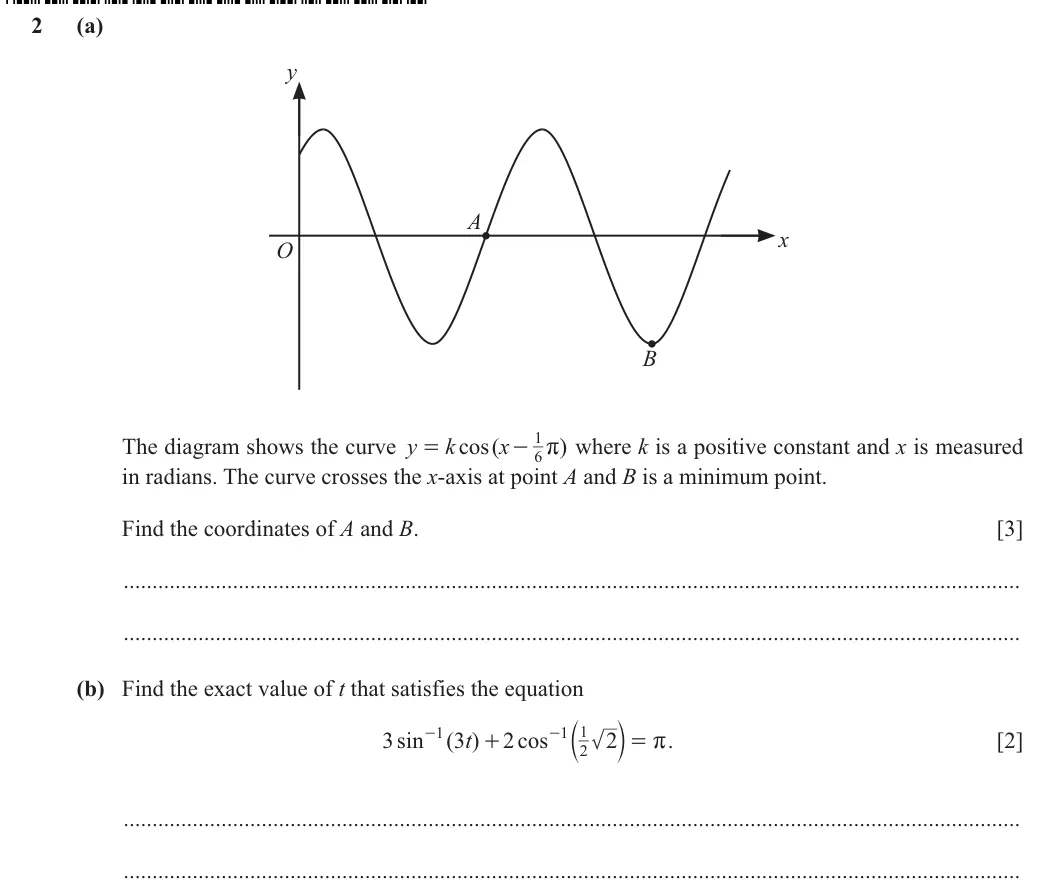 2 (a)
y
A
O
x
B
The diagram shows the curve y = k cos(x − 1/6 π) where k is a positive constant and x is measured
in radians. The curve crosses the x-axis at point A and B is a minimum point.
Find the coordinates of A and B. [3]
(b) Find the exact value of t that satisfies the equation
3 sin⁻¹(3t) + 2 cos⁻¹(1/2 √2) = π. [2]